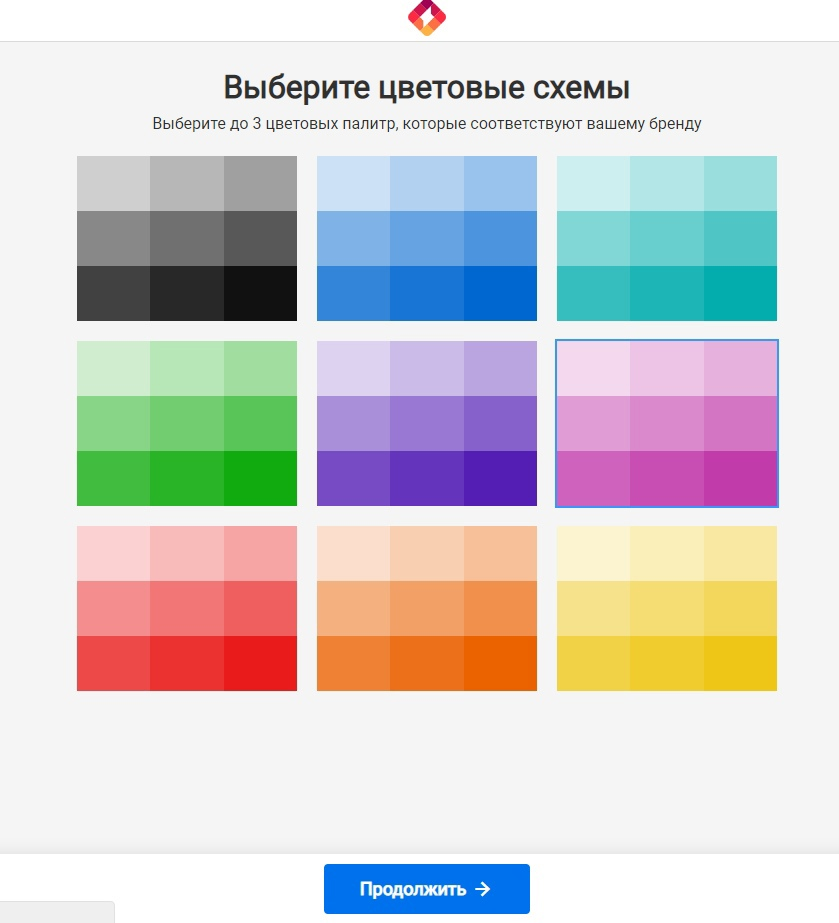 Выберите цветовые схемы
Выберите до 3 цветовых палитр, которые соответствуют вашему бренду
Продолжить